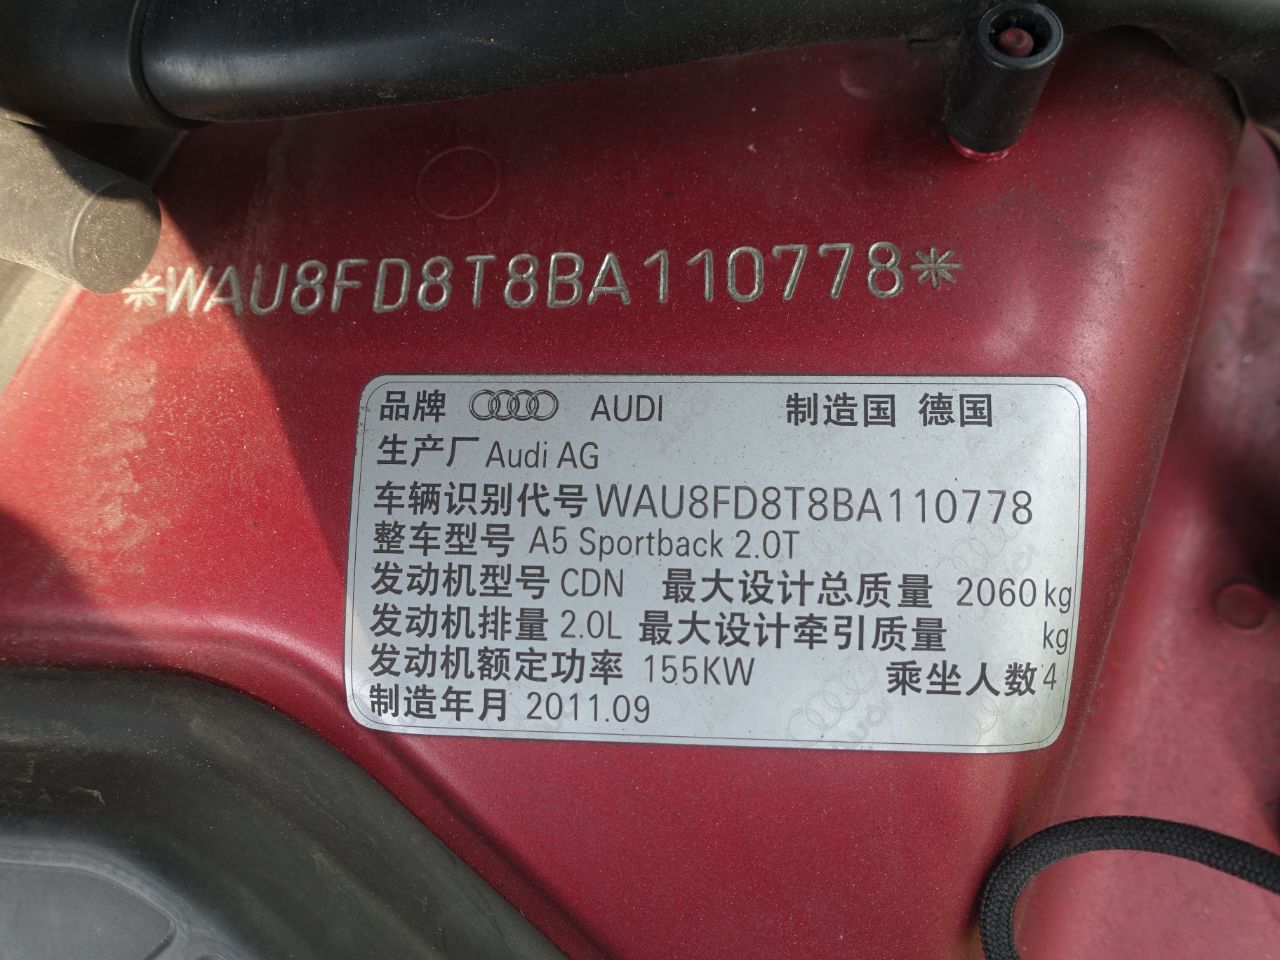 *WAU8FD8T8BA110778*
品牌 AUDI 制造国 德国
生产厂 Audi AG
车辆识别代号 WAU8FD8T8BA110778
整车型号 A5 Sportback 2.0T
发动机型号 CDN 最大设计总质量 2060 kg
发动机排量 2.0L 最大设计牵引质量 kg
发动机额定功率 155KW 乘坐人数 4
制造年月 2011.09